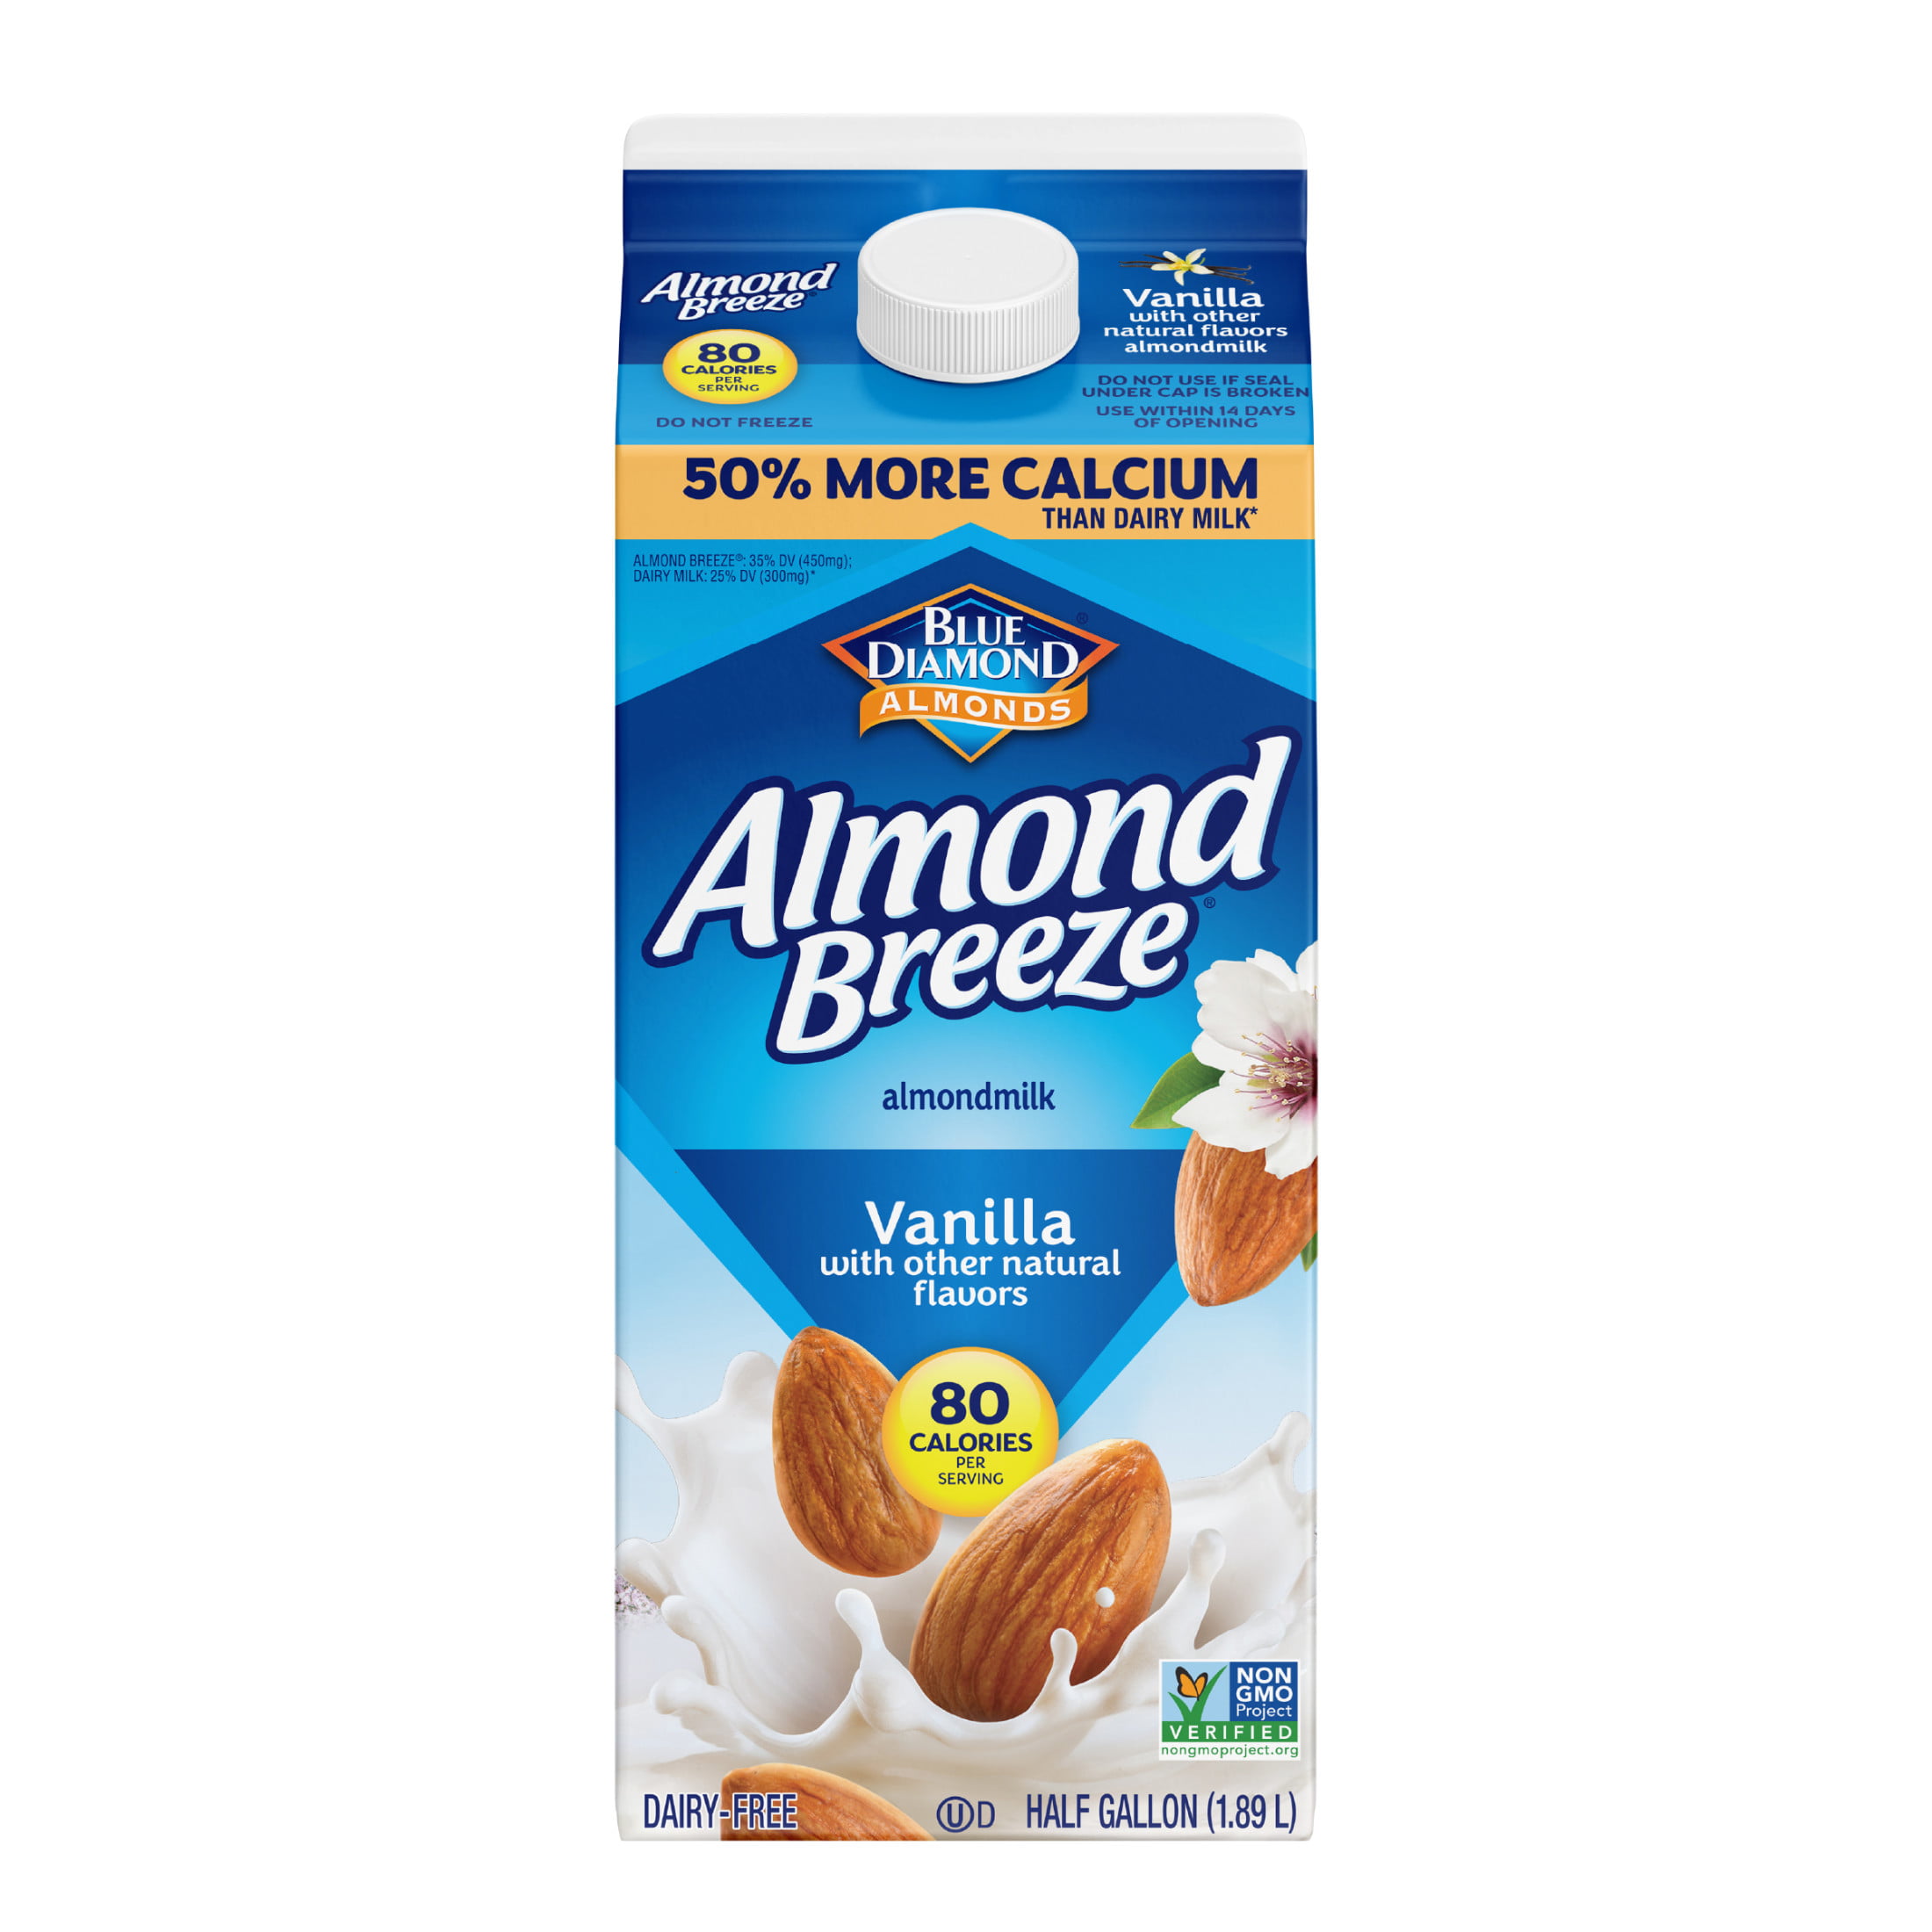 Almond
Breeze®
80
CALORIES
PER
SERVING
DO NOT FREEZE
Vanilla
with other
natural flavors
almondmilk
DO NOT USE IF SEAL
UNDER CAP IS BROKEN
USE WITHIN 14 DAYS
OF OPENING
50% MORE CALCIUM
THAN DAIRY MILK*
ALMOND BREEZE®: 35% DV (450mg);
DAIRY MILK: 25% DV (300mg)*
BLUE ®
DIAMOND
ALMONDS
Almond
Breeze®
almondmilk
Vanilla
with other natural
flavors
80
CALORIES
PER
SERVING
NON
GMO
Project
VERIFIED
nongmoproject.org
DAIRY-FREE
UD HALF GALLON (1.89 L)